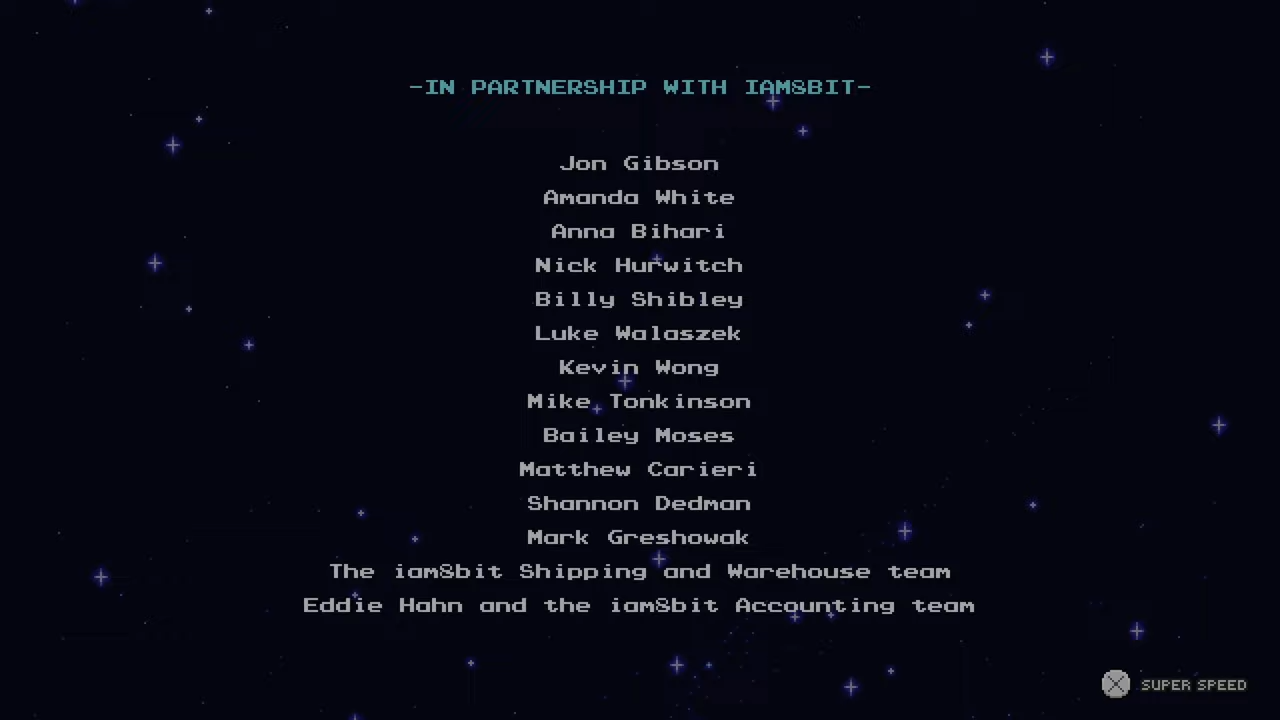 -IN PARTNERSHIP WITH IAM8BIT-
Jon Gibson
Amanda White
Anna Bihari
Nick Hurwitch
Billy Shibley
Luke Walaszek
Kevin Wong
Mike Tonkinson
Bailey Moses
Matthew Carieri
Shannon Dedman
Mark Greshowak
The iam8bit Shipping and Warehouse team
Eddie Hahn and the iam8bit Accounting team
SUPER SPEED